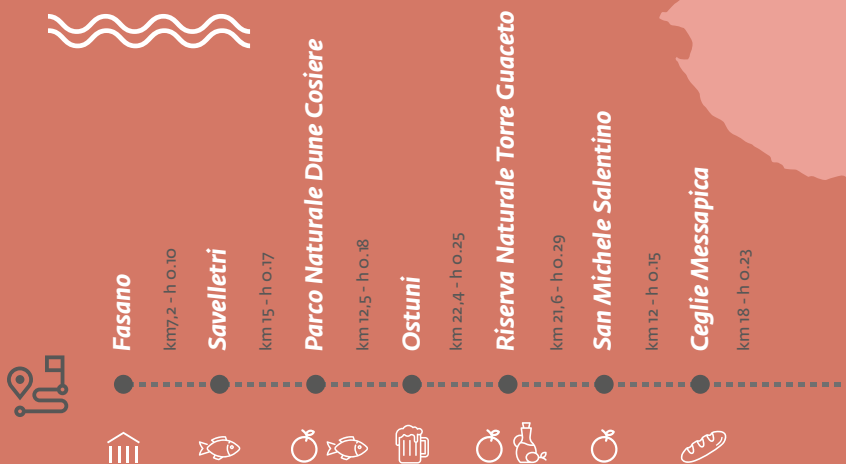 Fasano
km7,2 - h 0.10
Savelletri
km 15 - h 0.17
Parco Naturale Dune Cosiere
km 12,5 - h 0.18
Ostuni
km 22,4 - h 0.25
Riserva Naturale Torre Guaceto
km 21,6 - h 0.29
San Michele Salentino
km 12 - h 0.15
Ceglie Messapica
km 18 - h 0.23